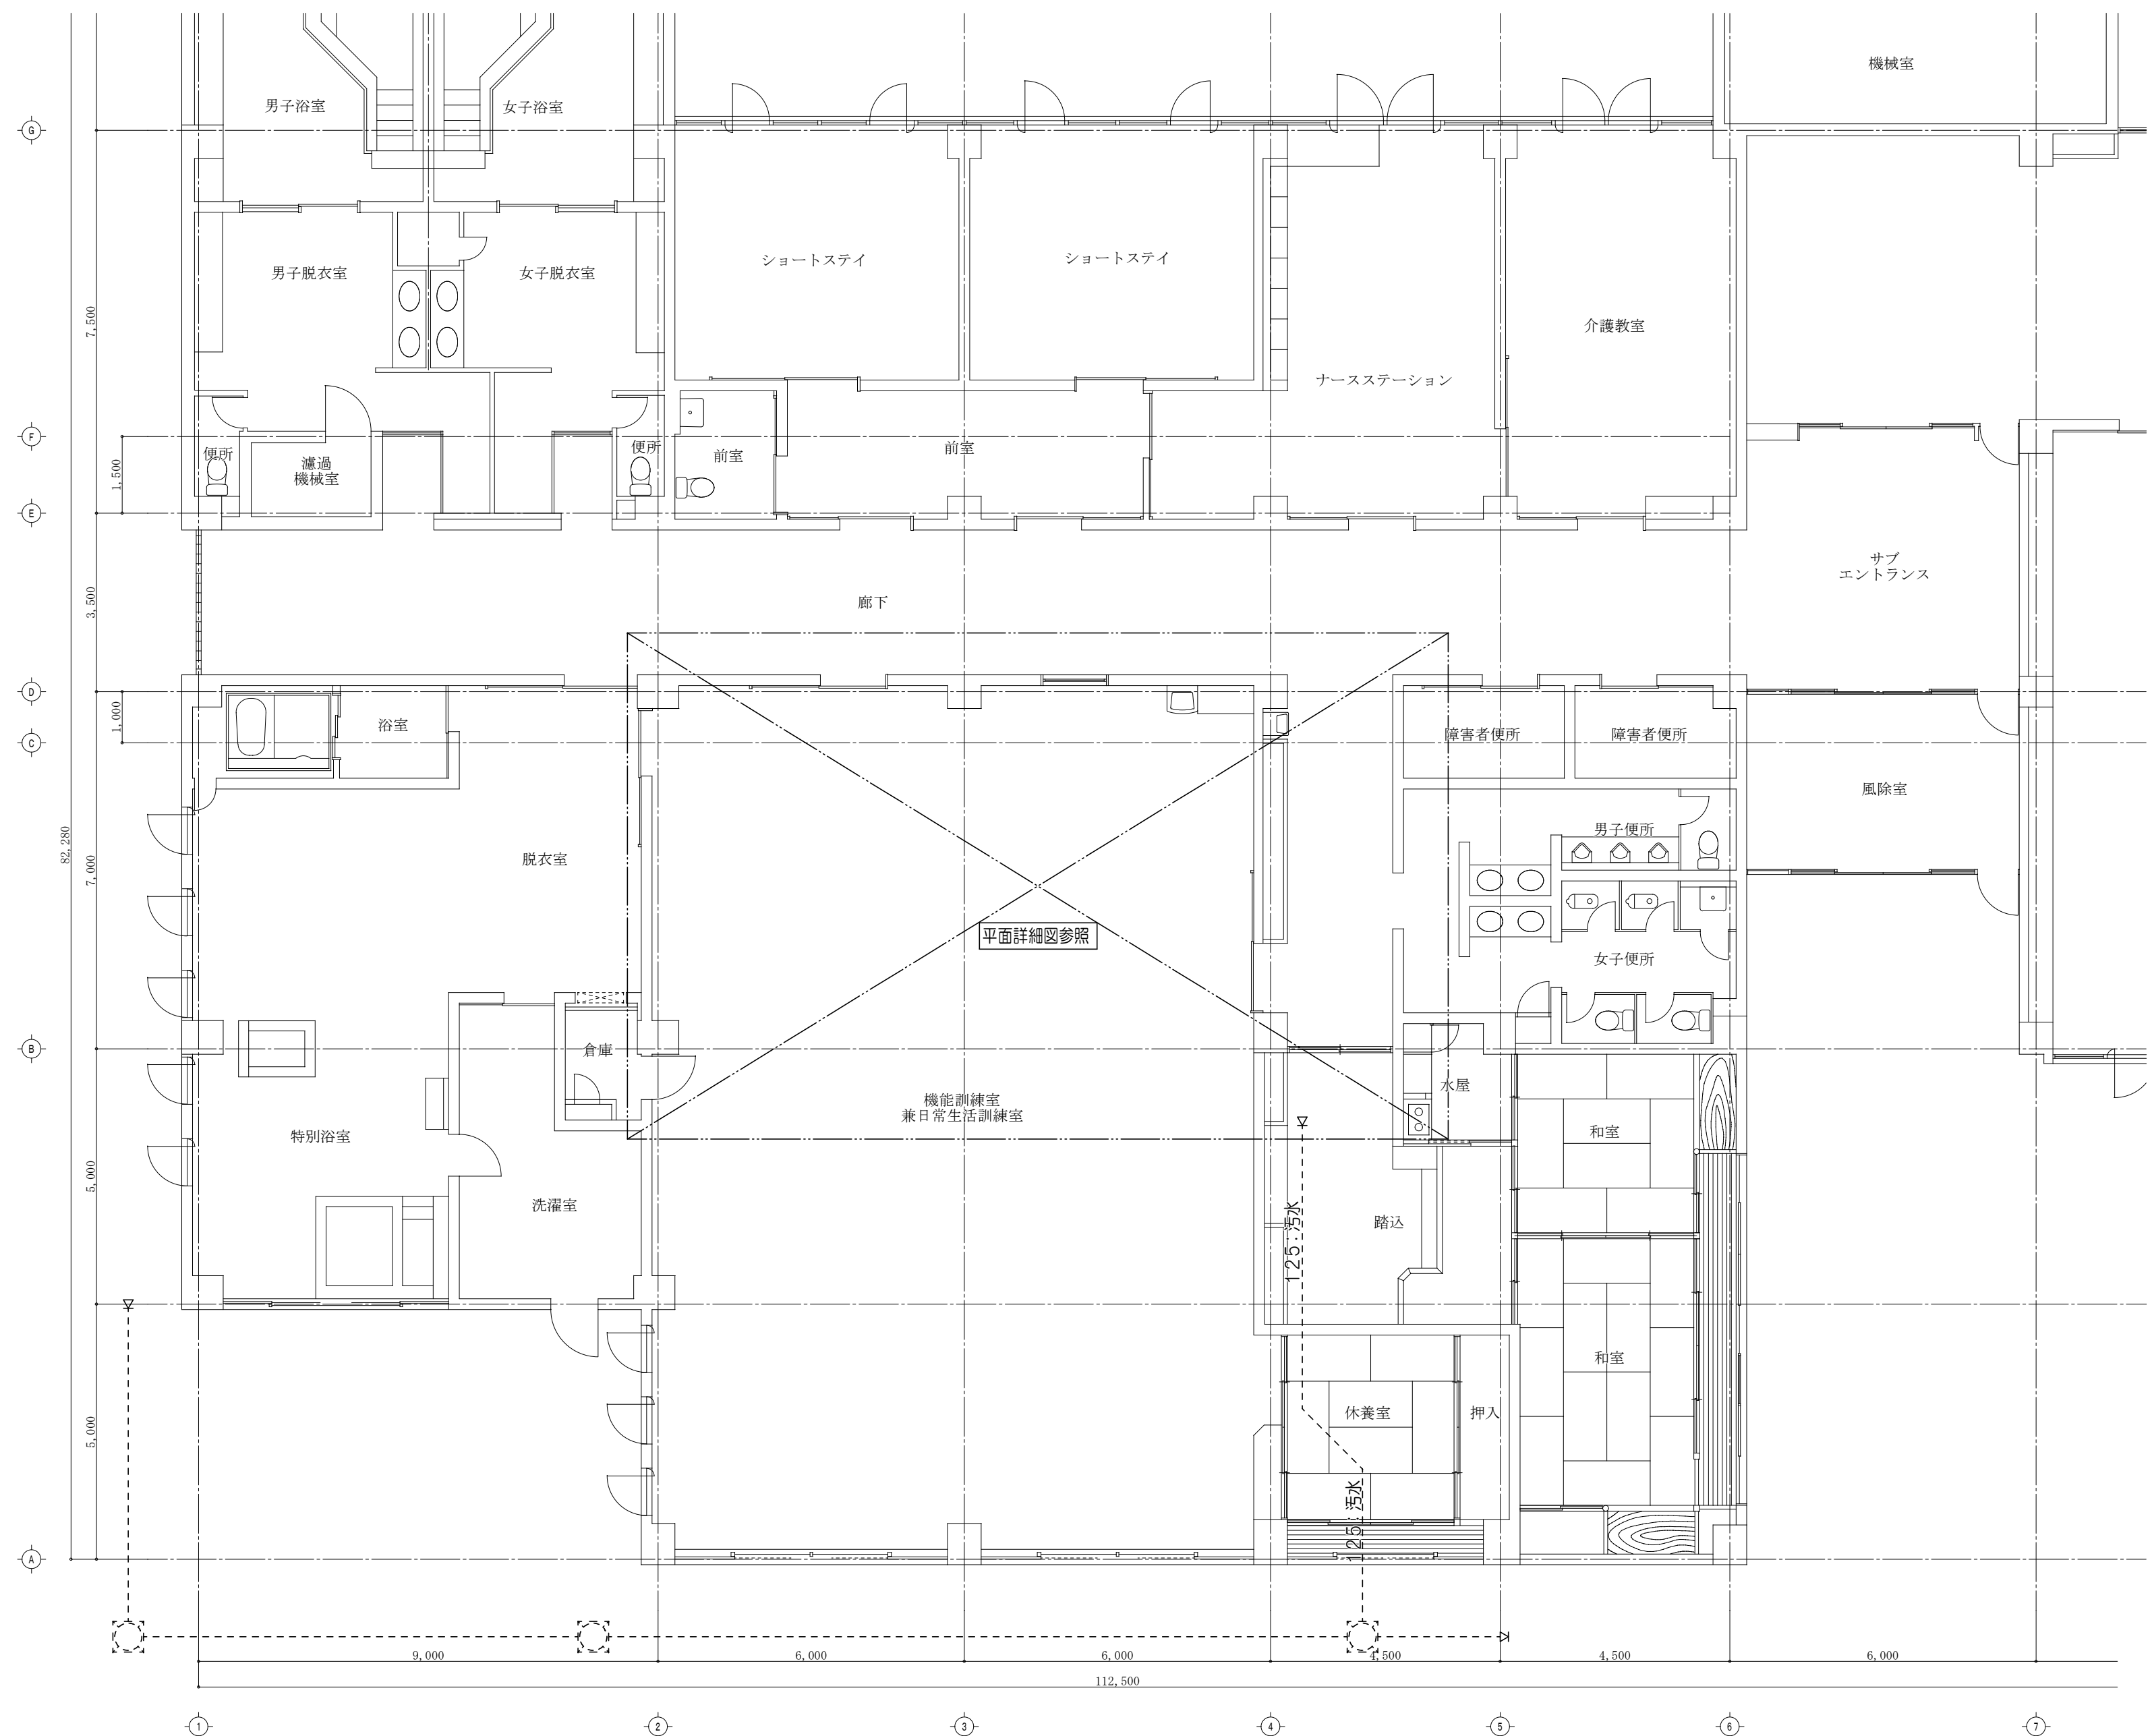 機械室
男子浴室
女子浴室
G
男子脱衣室
女子脱衣室
ショートステイ
ショートステイ
7,500
介護教室
ナースステーション
F
便所
濾過
機械室
便所
前室
前室
1,500
E
サブ
エントランス
3,500
廊下
D
1,000
浴室
障害者便所
障害者便所
C
風除室
82,280
7,000
脱衣室
男子便所
平面詳細図参照
女子便所
B
倉庫
水屋
機能訓練室
兼日常生活訓練室
特別浴室
和室
5,000
洗濯室
125:汚水
踏込
和室
5,000
休養室
押入
125:汚水
A
9,000
6,000
6,000
4,500
4,500
6,000
112,500
1
2
3
4
5
6
7